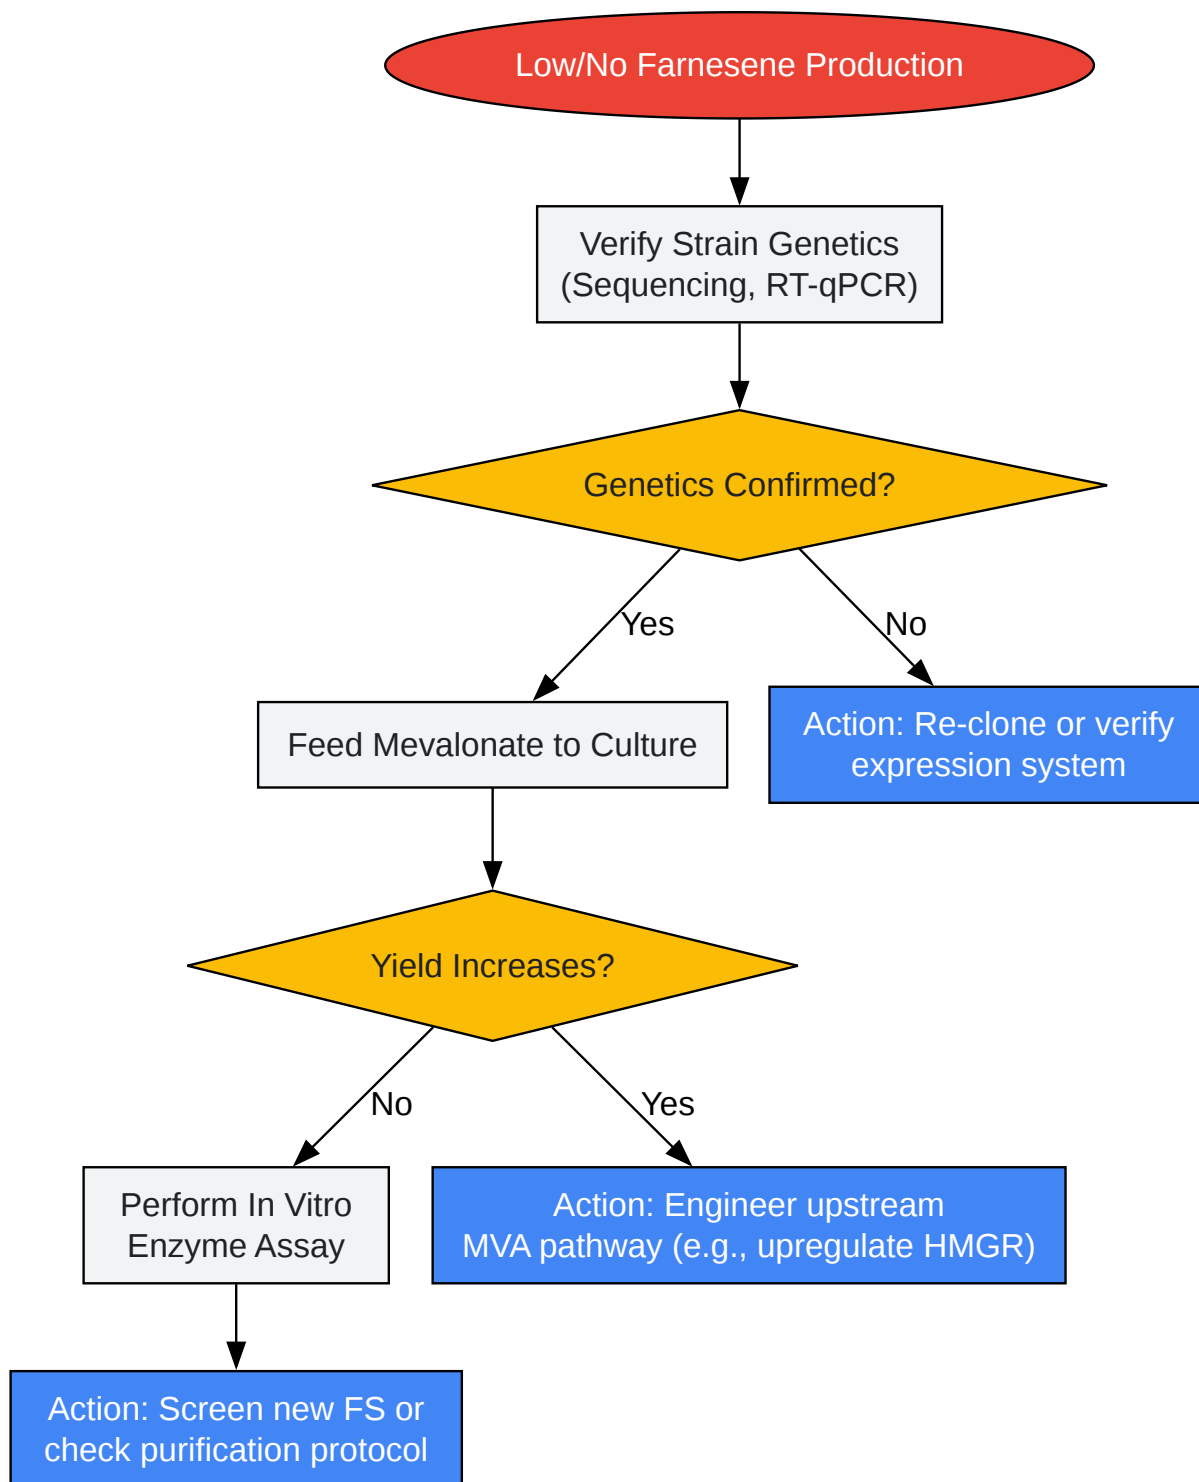 Low/No Farnesene Production
Verify Strain Genetics
(Sequencing, RT-qPCR)
Genetics Confirmed?
Yes
No
Feed Mevalonate to Culture
Action: Re-clone or verify
expression system
Yield Increases?
No
Yes
Perform In Vitro
Enzyme Assay
Action: Engineer upstream
MVA pathway (e.g., upregulate HMGR)
Action: Screen new FS or
check purification protocol